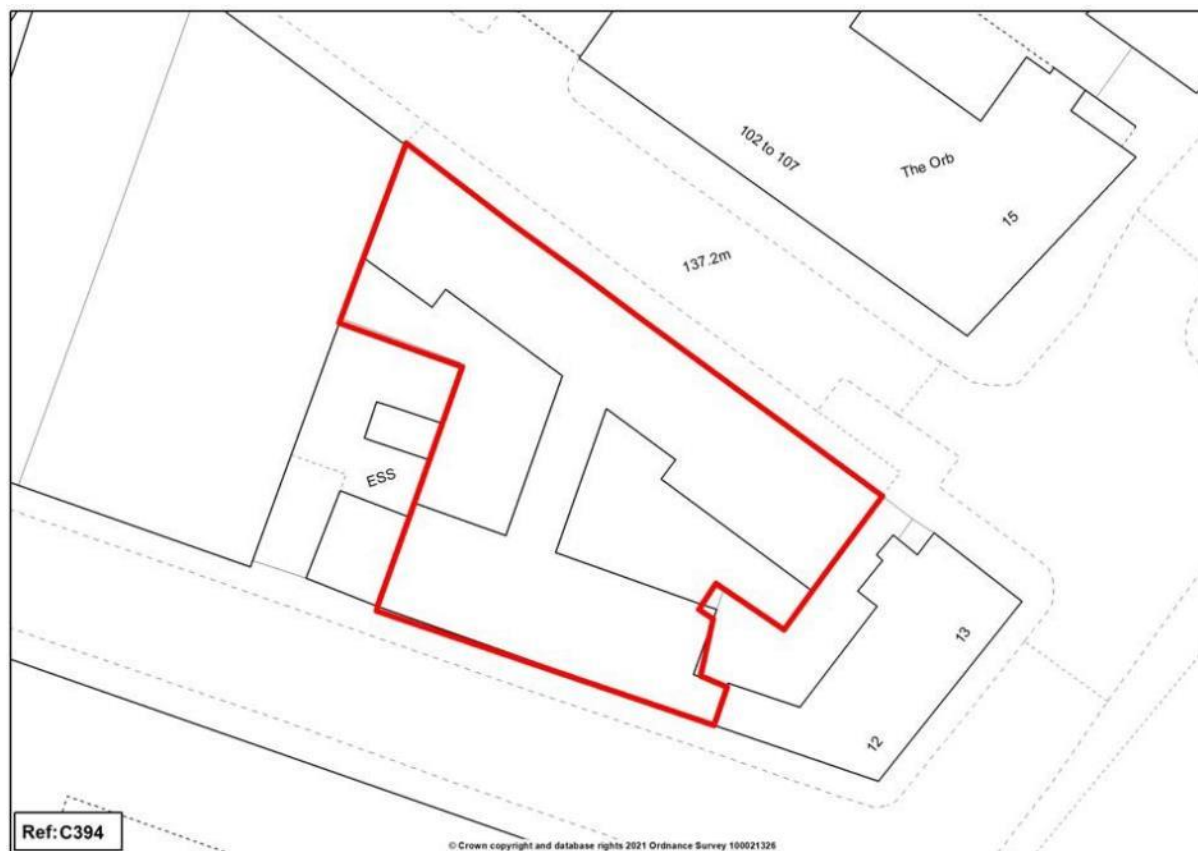 102 to 107
The Orb
15
137.2m
ESS
13
12
Ref:C394
© Crown copyright and database rights 2021 Ordnance Survey 100021326